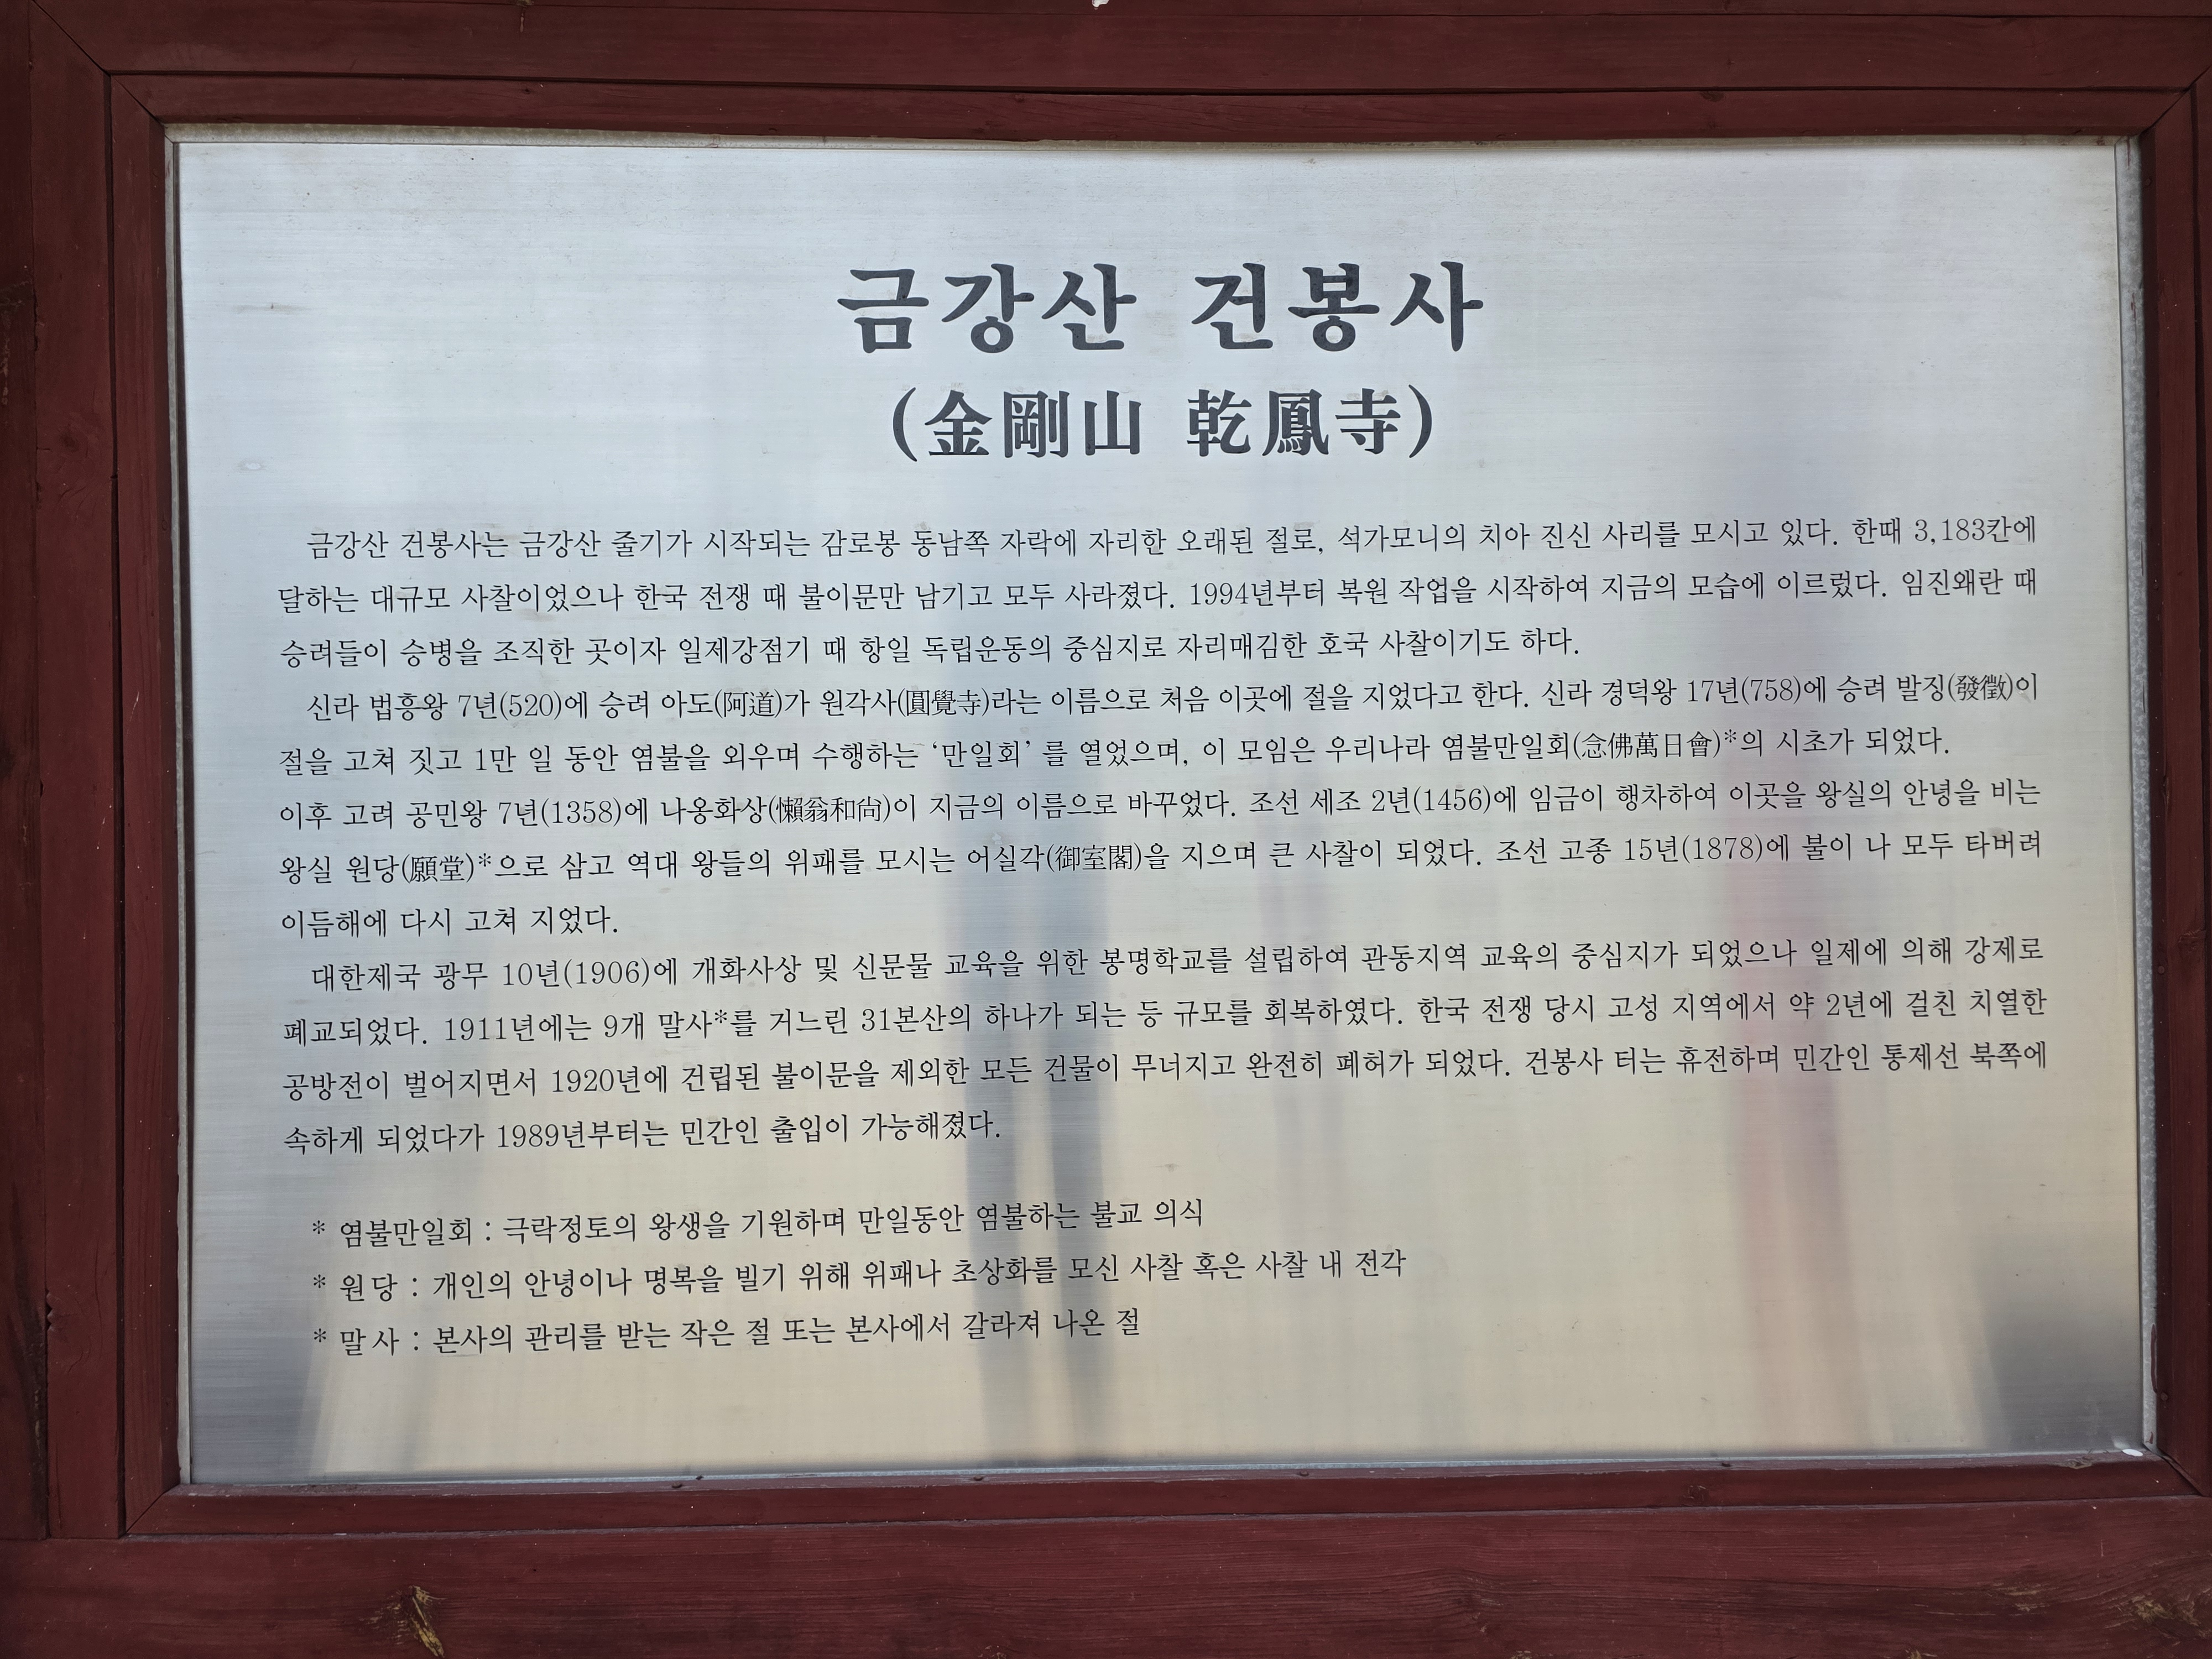 금강산 건봉사
(金剛山 乾鳳寺)
금강산 건봉사는 금강산 줄기가 시작되는 감로봉 동남쪽 자락에 자리한 오래된 절로, 석가모니의 치아 진신 사리를 모시고 있다. 한때 3,183칸에
달하는 대규모 사찰이었으나 한국 전쟁 때 불이문만 남기고 모두 사라졌다. 1994년부터 복원 작업을 시작하여 지금의 모습에 이르렀다. 임진왜란 때
승려들이 승병을 조직한 곳이자 일제강점기 때 항일 독립운동의 중심지로 자리매김한 호국 사찰이기도 하다.
신라 법흥왕 7년(520)에 승려 아도(阿道)가 원각사(圓覺寺)라는 이름으로 처음 이곳에 절을 지었다고 한다. 신라 경덕왕 17년(758)에 승려 발징(發徵)이
절을 고쳐 짓고 1만 일 동안 염불을 외우며 수행하는 ‘만일회’ 를 열었으며, 이 모임은 우리나라 염불만일회(念佛萬日會)*의 시초가 되었다.
이후 고려 공민왕 7년(1358)에 나옹화상(懶翁和尙)이 지금의 이름으로 바꾸었다. 조선 세조 2년(1456)에 임금이 행차하여 이곳을 왕실의 안녕을 비는
왕실 원당(願堂)*으로 삼고 역대 왕들의 위패를 모시는 어실각(御室閣)을 지으며 큰 사찰이 되었다. 조선 고종 15년(1878)에 불이 나 모두 타버려
이듬해에 다시 고쳐 지었다.
대한제국 광무 10년(1906)에 개화사상 및 신문물 교육을 위한 봉명학교를 설립하여 관동지역 교육의 중심지가 되었으나 일제에 의해 강제로
폐교되었다. 1911년에는 9개 말사*를 거느린 31본산의 하나가 되는 등 규모를 회복하였다. 한국 전쟁 당시 고성 지역에서 약 2년에 걸친 치열한
공방전이 벌어지면서 1920년에 건립된 불이문을 제외한 모든 건물이 무너지고 완전히 폐허가 되었다. 건봉사 터는 휴전하며 민간인 통제선 북쪽에
속하게 되었다가 1989년부터는 민간인 출입이 가능해졌다.
* 염불만일회 : 극락정토의 왕생을 기원하며 만일동안 염불하는 불교 의식
* 원당 : 개인의 안녕이나 명복을 빌기 위해 위패나 초상화를 모신 사찰 혹은 사찰 내 전각
* 말사 : 본사의 관리를 받는 작은 절 또는 본사에서 갈라져 나온 절